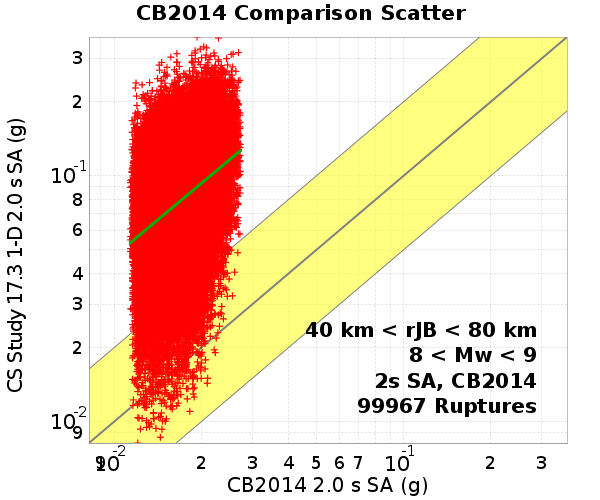 CB2014 Comparison Scatter
CS Study 17.3 1-D 2.0 s SA (g)
3
2
10-1
8
6
4
3
2
10-2
9
40 km < rJB < 80 km
8 < Mw < 9
2s SA, CB2014
99967 Ruptures
9 10-2 2 3 4 5 6 7 10-1 2 3
CB2014 2.0 s SA (g)